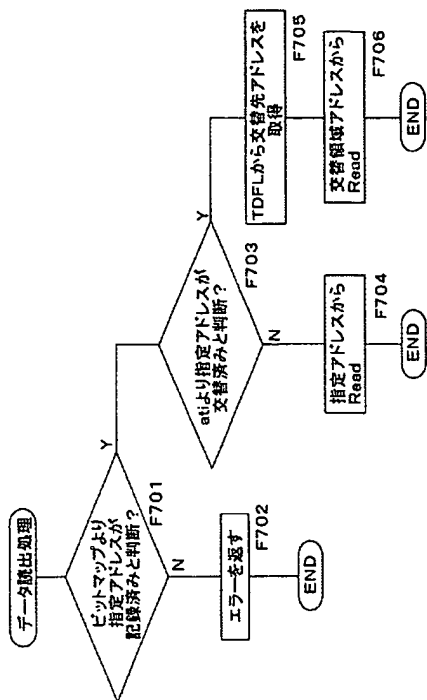 データ読出処理
ビットマップより
指定アドレスが
記録済みと判断?
F701
Y
N
エラーを返す
F702
END
atiより指定アドレスが
交替済みと判断?
F703
Y
N
指定アドレスから
Read
F704
END
TDFLから交替先アドレスを
取得
F705
交替領域アドレスから
Read
F706
END